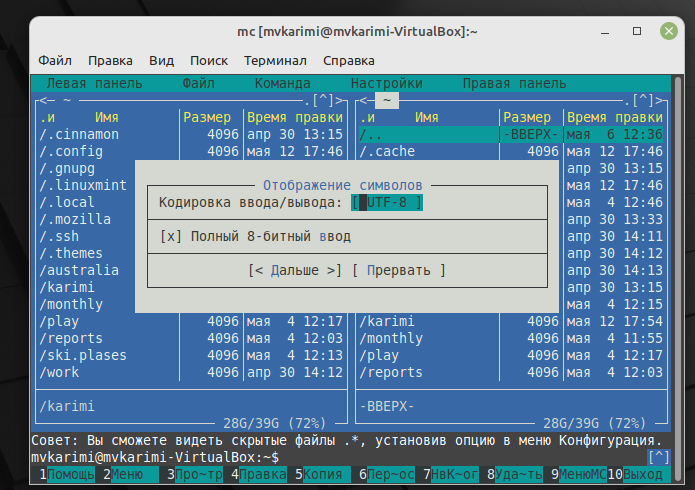 mc [mvkarimi@mvkarimi-VirtualBox]:~
Файл Правка Вид Поиск Терминал Справка
Левая панель Файл Команда Настройки Правая панель
<─ ~ ─.[^]> <─ ~ ─.[^]>
.и Имя Размер Время правки .и Имя Размер Время правки
/.cinnamon 4096 апр 30 13:15 /.. -ВВЕРХ- мая 6 12:36
/.config 4096 мая 12 17:46 /.cache 4096 мая 12 17:46
/.gnupg апр 30 13:15
/.linuxmint Отображение символов мая 12 17:46
/.local Кодировка ввода/вывода: [ UTF-8 ] мая 4 12:46
/.mozilla апр 30 13:33
/.ssh [x] Полный 8-битный ввод апр 30 14:11
/.themes апр 30 14:12
/australia [< Дальше >] [ Прервать ] апр 30 14:13
/karimi апр 30 13:15
/monthly мая 4 12:15
/play 4096 мая 4 12:17 /karimi 4096 мая 12 17:54
/reports 4096 мая 4 12:03 /monthly 4096 мая 4 11:55
/ski.plases 4096 мая 4 12:13 /play 4096 мая 4 12:17
/work 4096 апр 30 14:12 /reports 4096 мая 4 12:03
/karimi -ВВЕРХ-
28G/39G (72%) 28G/39G (72%)
Совет: Вы сможете видеть скрытые файлы .*, установив опцию в меню Конфигурация.
mvkarimi@mvkarimi-VirtualBox:~$ [^]
1Помощь 2Меню 3Про~тр 4Правка 5Копия 6Пер~ос 7НвК~ог 8Уда~ть 9МенюMC 10Выход